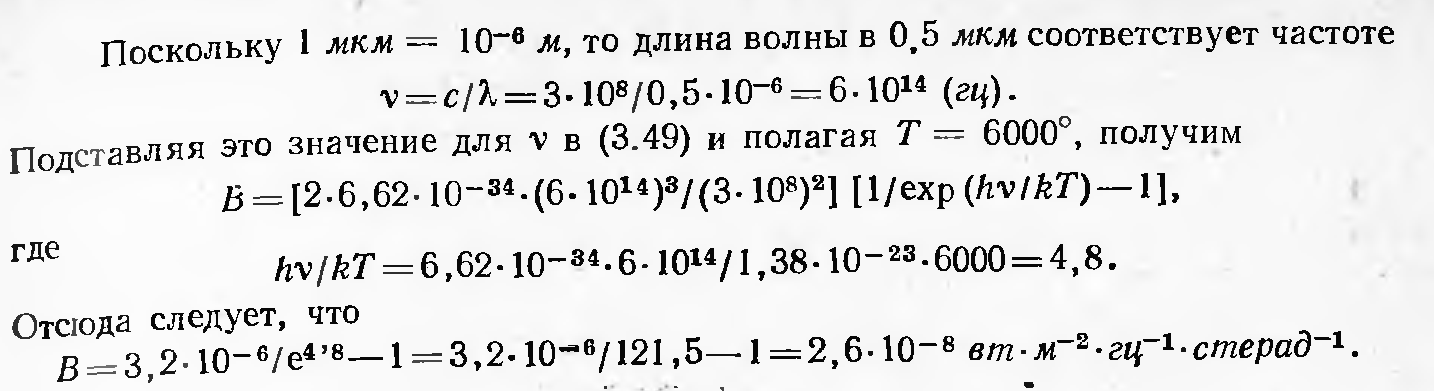 Поскольку 1 мкм = 10⁻⁶ м, то длина волны в 0,5 мкм соответствует частоте
ν = c/λ = 3·10⁸/0,5·10⁻⁶ = 6·10¹⁴ (гц).
Подставляя это значение для ν в (3.49) и полагая T = 6000°, получим
B = [2·6,62·10⁻³⁴·(6·10¹⁴)³/(3·10⁸)²] [1/exp (hν/kT) — 1],
где
hν/kT = 6,62·10⁻³⁴·6·10¹⁴/1,38·10⁻²³·6000 = 4,8.
Отсюда следует, что
B = 3,2·10⁻⁶/e⁴’⁸ — 1 = 3,2·10⁻⁶/121,5 — 1 = 2,6·10⁻⁸ вт·м⁻²·гц⁻¹·стерад⁻¹.